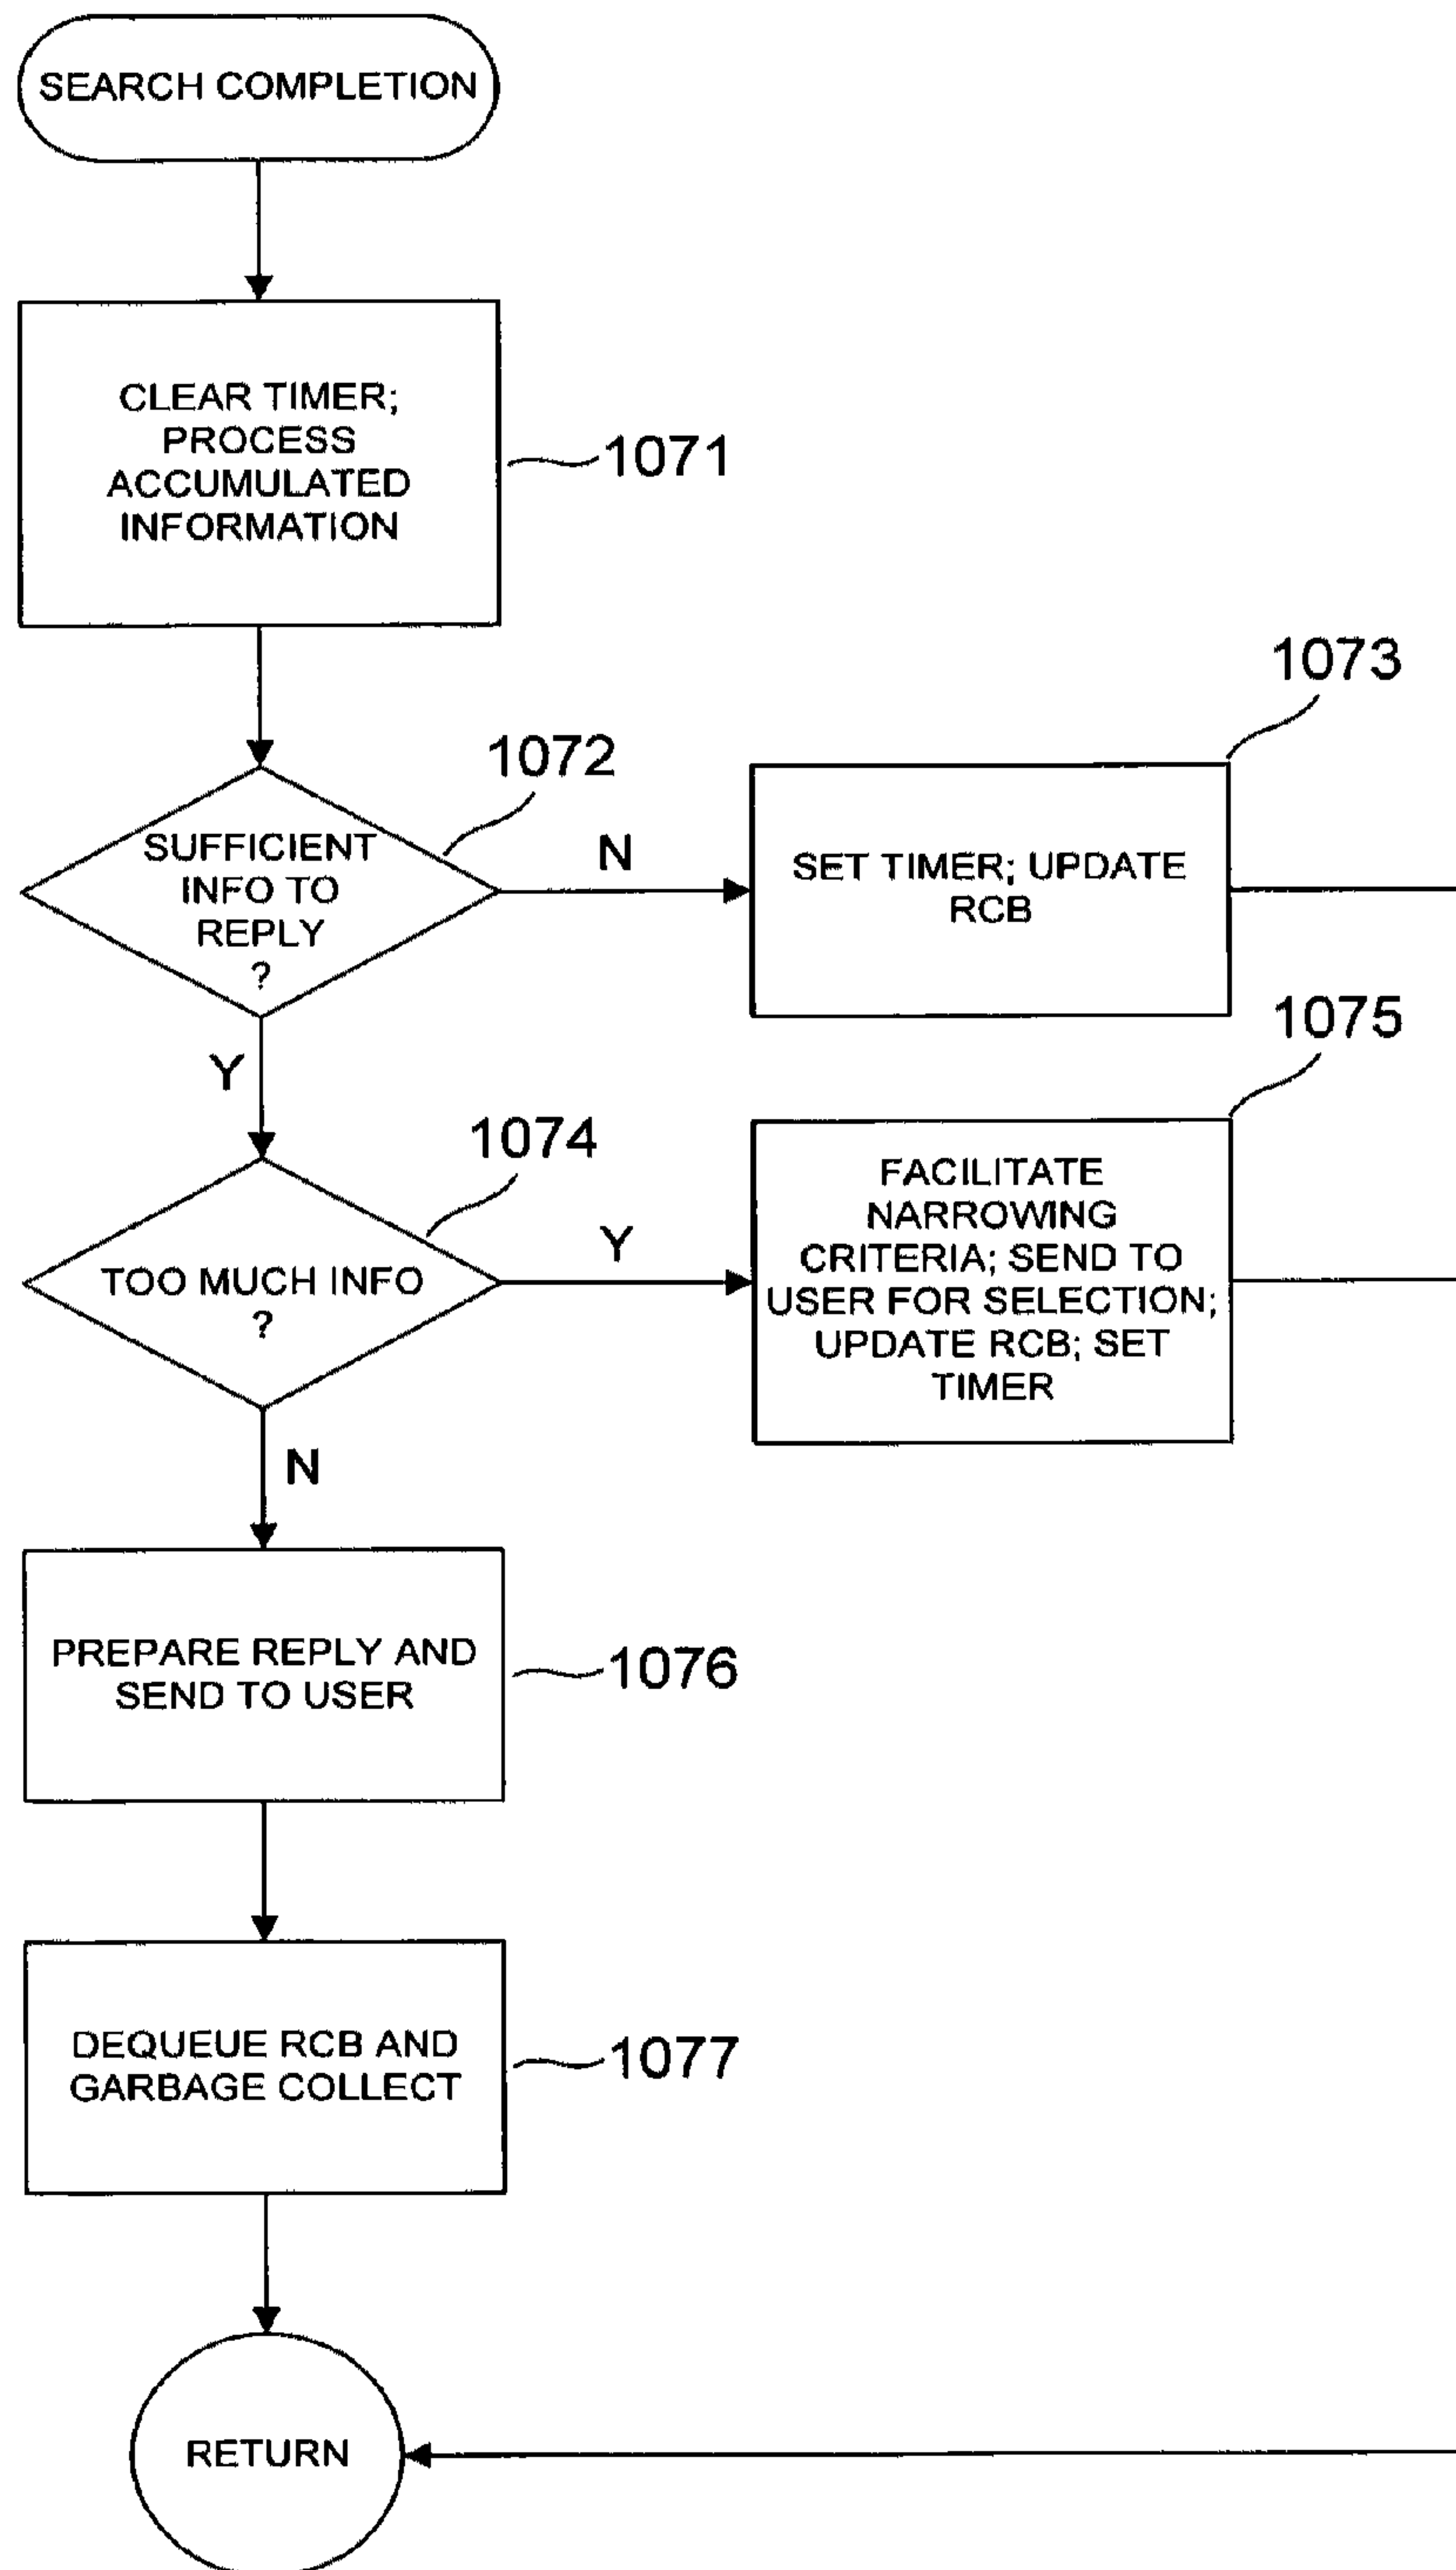 SEARCH COMPLETION
CLEAR TIMER;
PROCESS
ACCUMULATED
INFORMATION
1071
1072
SUFFICIENT
INFO TO
REPLY
?
N
Y
1073
SET TIMER; UPDATE
RCB
1074
TOO MUCH INFO
?
Y
N
1075
FACILITATE
NARROWING
CRITERIA; SEND TO
USER FOR SELECTION;
UPDATE RCB; SET
TIMER
PREPARE REPLY AND
SEND TO USER
1076
DEQUEUE RCB AND
GARBAGE COLLECT
1077
RETURN